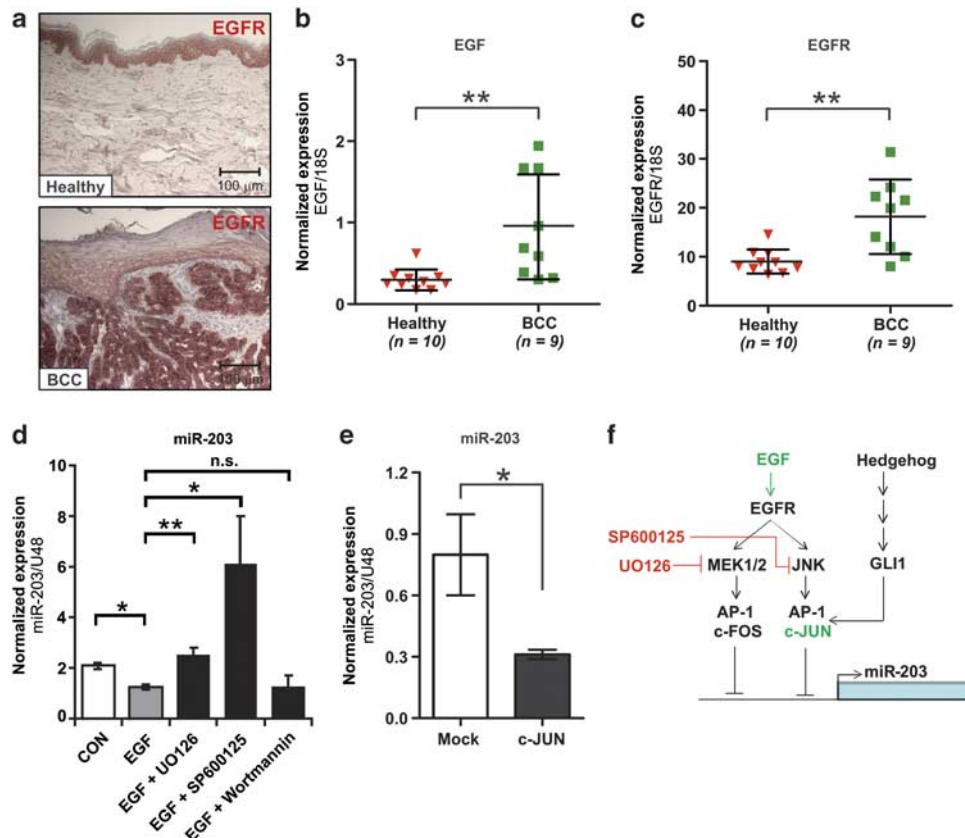 a
EGFR
Healthy
100 µm
EGFR
BCC
100 µm
b
EGF
**
Normalized expression
EGF/18S
3
2
1
0
Healthy
(n = 10)
BCC
(n = 9)
c
EGFR
**
Normalized expression
EGFR/18S
50
40
30
20
10
0
Healthy
(n = 10)
BCC
(n = 9)
d
miR-203
n.s.
*
**
*
Normalized expression
miR-203/U48
10
8
6
4
2
0
CON
EGF
EGF + UO126
EGF + SP600125
EGF + Wortmannin
e
miR-203
*
Normalized expression
miR-203/U48
1.2
0.9
0.6
0.3
0.0
Mock
c-JUN
f
EGF
Hedgehog
EGFR
SP600125
UO126
MEK1/2
JNK
GLI1
AP-1
c-FOS
AP-1
c-JUN
miR-203